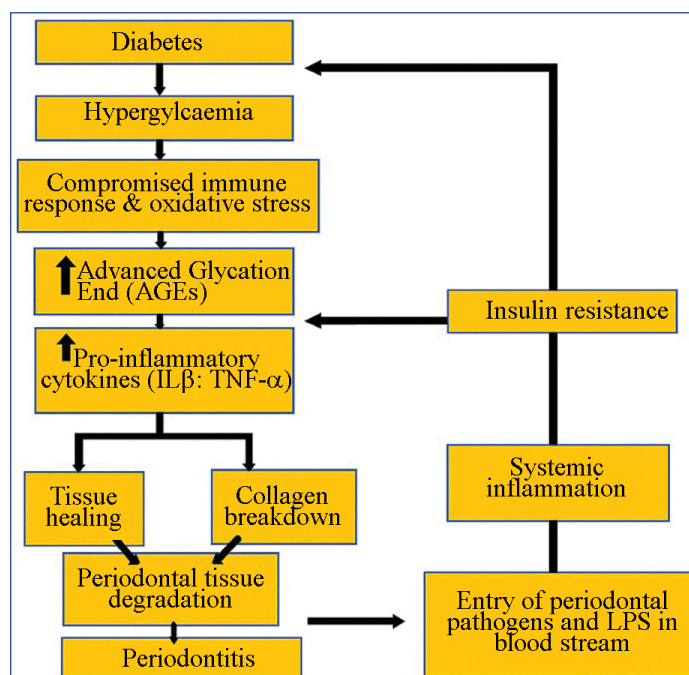 Diabetes
Hypergylcaemia
Compromised immune
response & oxidative stress
Advanced Glycation
End (AGEs)
Pro-inflammatory
cytokines (ILβ: TNF-α)
Tissue
healing
Collagen
breakdown
Periodontal tissue
degradation
Periodontitis
Insulin resistance
Systemic
inflammation
Entry of periodontal
pathogens and LPS in
blood stream